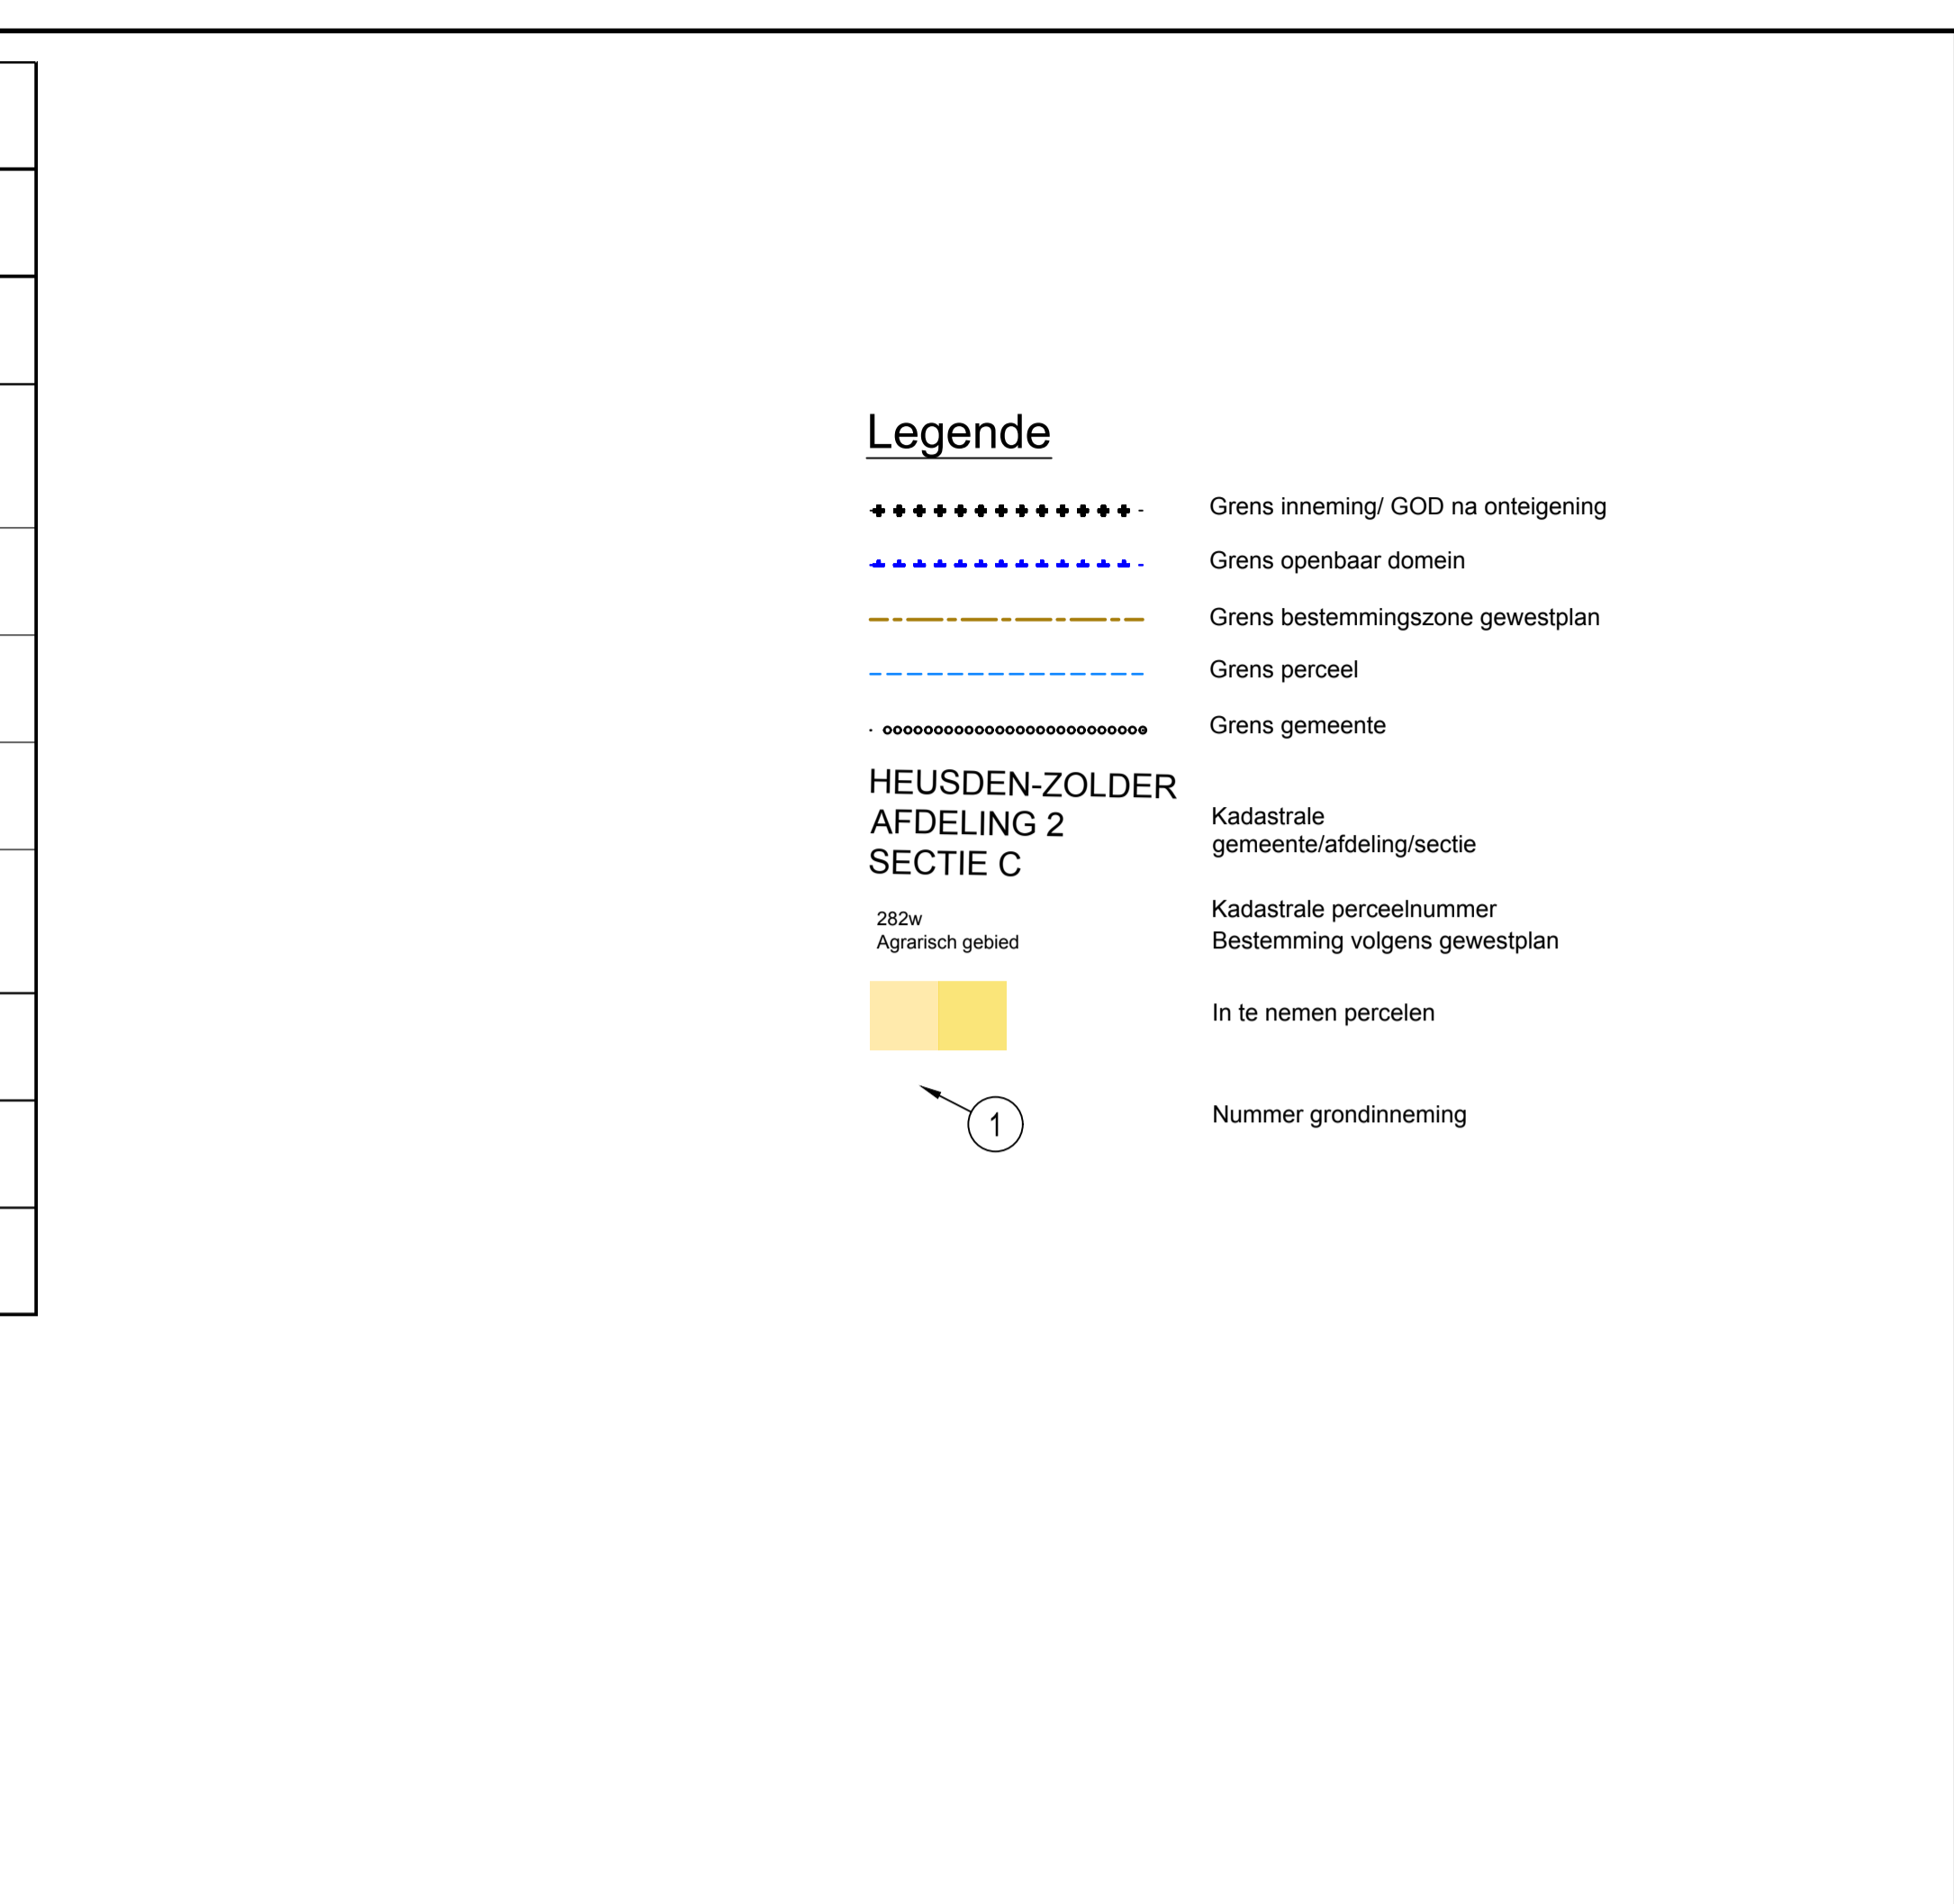 Legende
Grens inneming/ GOD na onteigening
Grens openbaar domein
Grens bestemmingszone gewestplan
Grens perceel
Grens gemeente
HEUSDEN-ZOLDER
AFDELING 2
SECTIE C
Kadastrale
gemeente/afdeling/sectie
282w
Kadastrale perceelnummer
Agrarisch gebied
Bestemming volgens gewestplan
In te nemen percelen
1
Nummer grondinneming